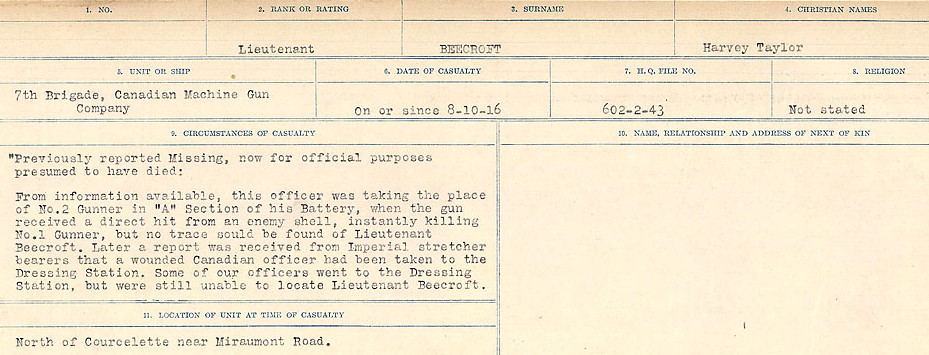 1. NO. 2. RANK OR RATING 3. SURNAME 4. CHRISTIAN NAMES
Lieutenant BEECROFT Harvey Taylor
5. UNIT OR SHIP 6. DATE OF CASUALTY 7. H. Q. FILE NO. 8. RELIGION
7th Brigade, Canadian Machine Gun
Company On or since 8-10-16 602-2-43 Not stated
9. CIRCUMSTANCES OF CASUALTY 10. NAME, RELATIONSHIP AND ADDRESS OF NEXT OF KIN
"Previously reported Missing, now for official purposes
presumed to have died:
From information available, this officer was taking the place
of No.2 Gunner in "A" Section of his Battery, when the gun
received a direct hit from an enemy shell, instantly killing
No.1 Gunner, but no trace sould be found of Lieutenant
Beecroft. Later a report was received from Imperial stretcher
bearers that a wounded Canadian officer had been taken to the
Dressing Station. Some of our officers went to the Dressing
Station, but were still unable to locate Lieutenant Beecroft.
11. LOCATION OF UNIT AT TIME OF CASUALTY
North of Courcelette near Miraumont Road.